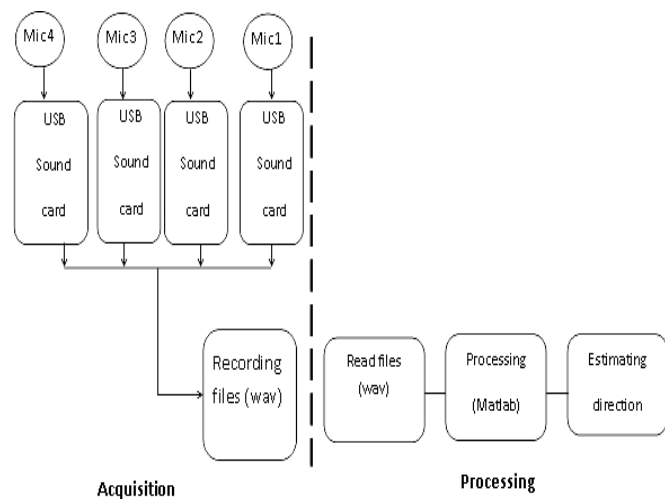 Mic4
Mic3
Mic2
Mic1
USB
Sound
card
USB
Sound
card
USB
Sound
card
USB
Sound
card
Recording
files (wav)
Read files
(wav)
Processing
(Matlab)
Estimating
direction
Acquisition
Processing